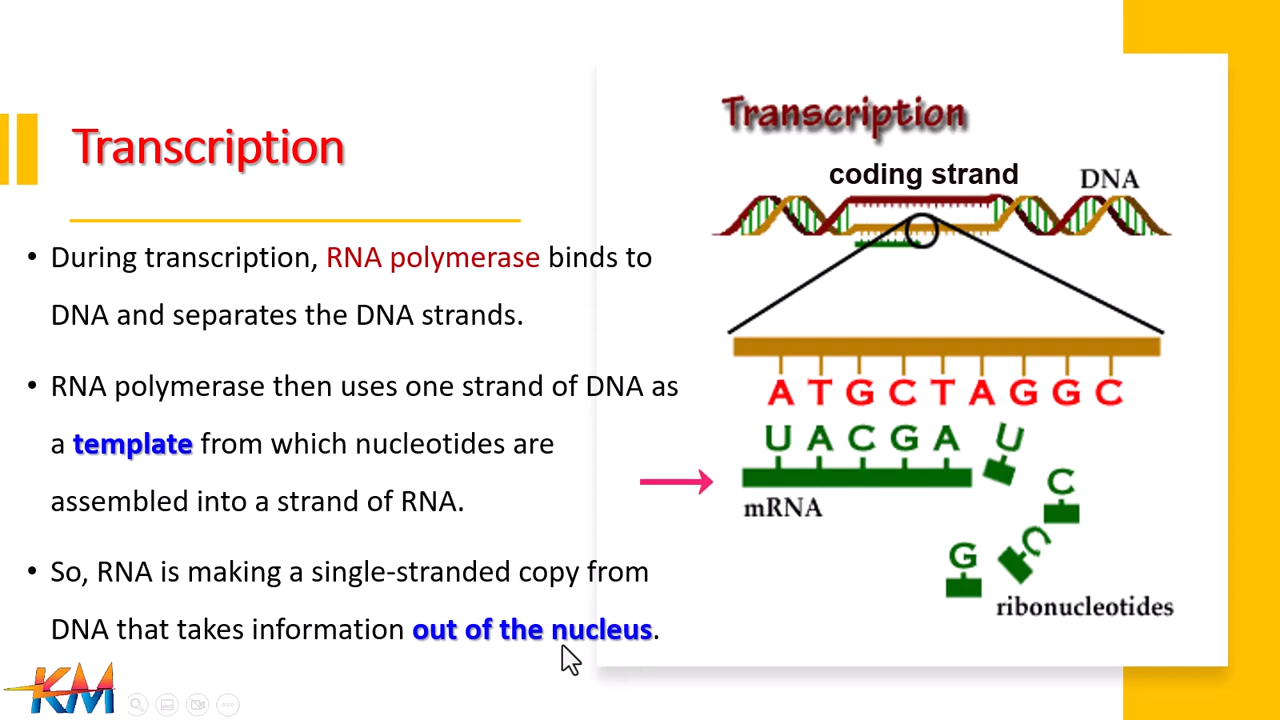 Transcription
• During transcription, RNA polymerase binds to
DNA and separates the DNA strands.
• RNA polymerase then uses one strand of DNA as
a template from which nucleotides are
assembled into a strand of RNA.
• So, RNA is making a single-stranded copy from
DNA that takes information out of the nucleus.
KM
Transcription
coding strand
DNA
A T G C T A G G C
U A C G A U
C
mRNA
C
G
ribonucleotides